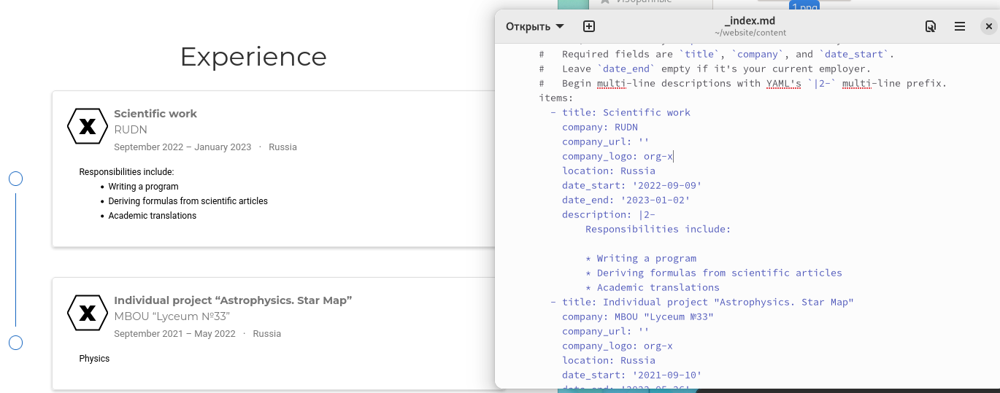 Experience
Scientific work
RUDN
September 2022 – January 2023 · Russia
Responsibilities include:
• Writing a program
• Deriving formulas from scientific articles
• Academic translations
Individual project “Astrophysics. Star Map”
MBOU “Lyceum №33”
September 2021 – May 2022 · Russia
Physics
Избранные
1.png
Открыть
_index.md
~/website/content
#   Required fields are `title`, `company`, and `date_start`.
#   Leave `date_end` empty if it's your current employer.
#   Begin multi-line descriptions with YAML's `|2-` multi-line prefix.
items:
- title: Scientific work
company: RUDN
company_url: ''
company_logo: org-x
location: Russia
date_start: '2022-09-09'
date_end: '2023-01-02'
description: |2-
Responsibilities include:
* Writing a program
* Deriving formulas from scientific articles
* Academic translations
- title: Individual project "Astrophysics. Star Map"
company: MBOU "Lyceum №33"
company_url: ''
company_logo: org-x
location: Russia
date_start: '2021-09-10'